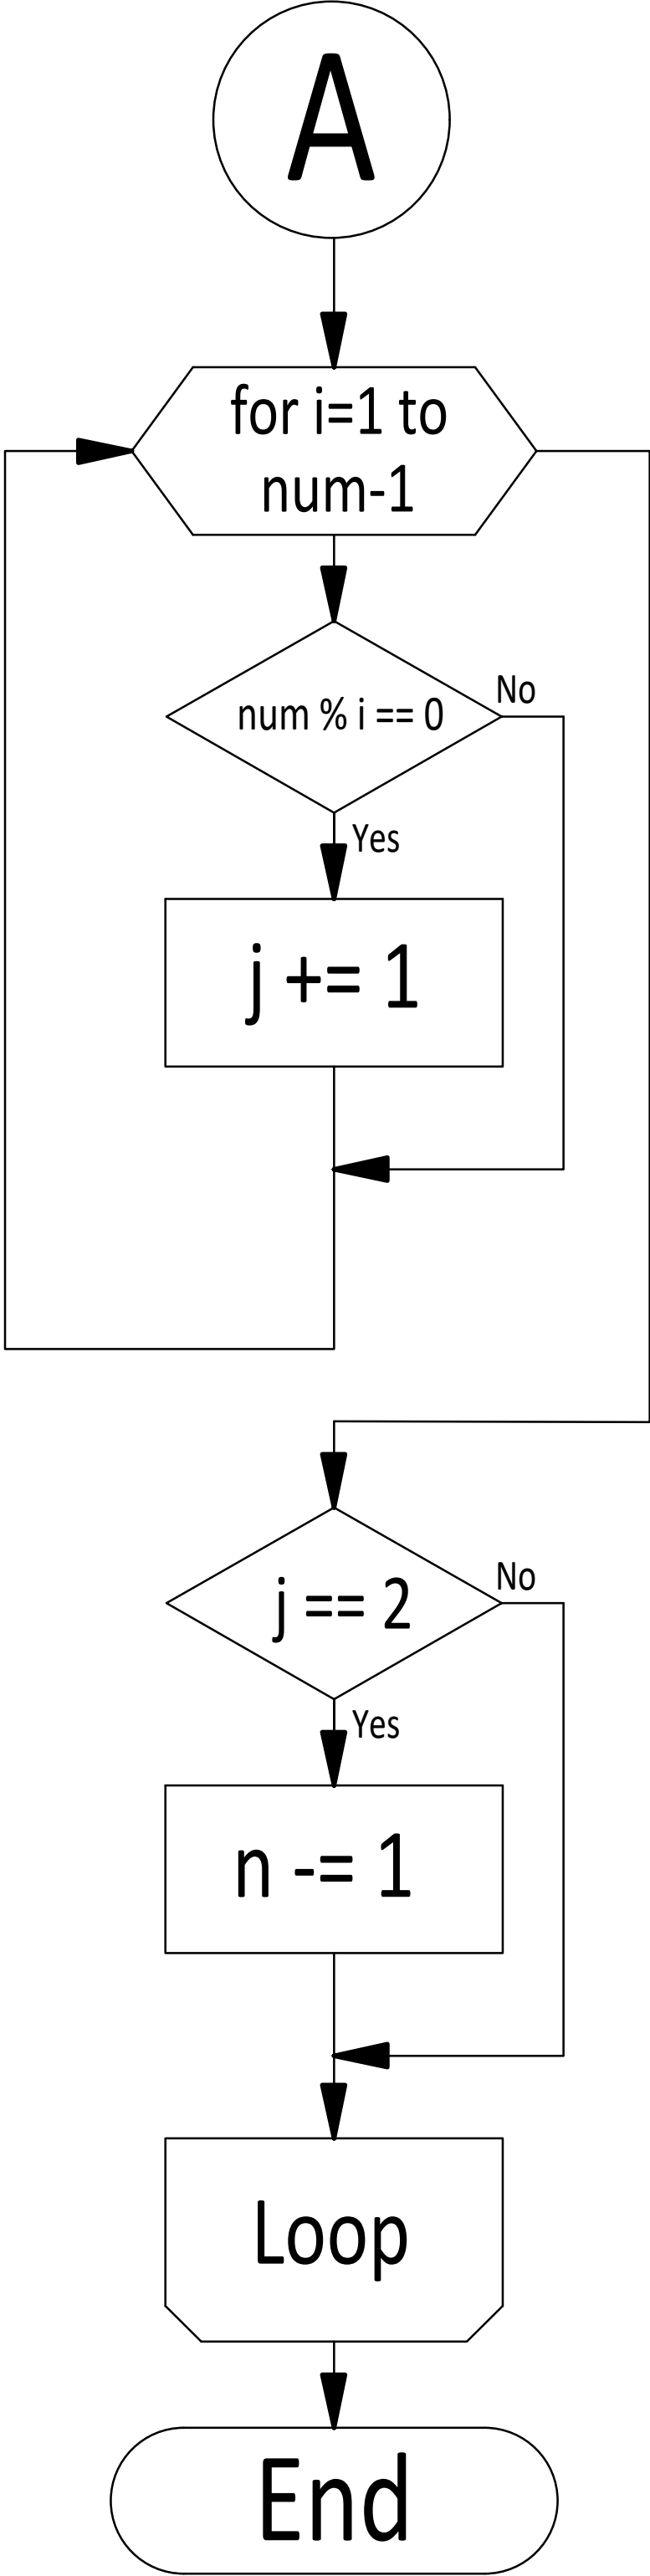 A
for i=1 to
num-1
num % i == 0
No
Yes
j += 1
j == 2
No
Yes
n -= 1
Loop
End